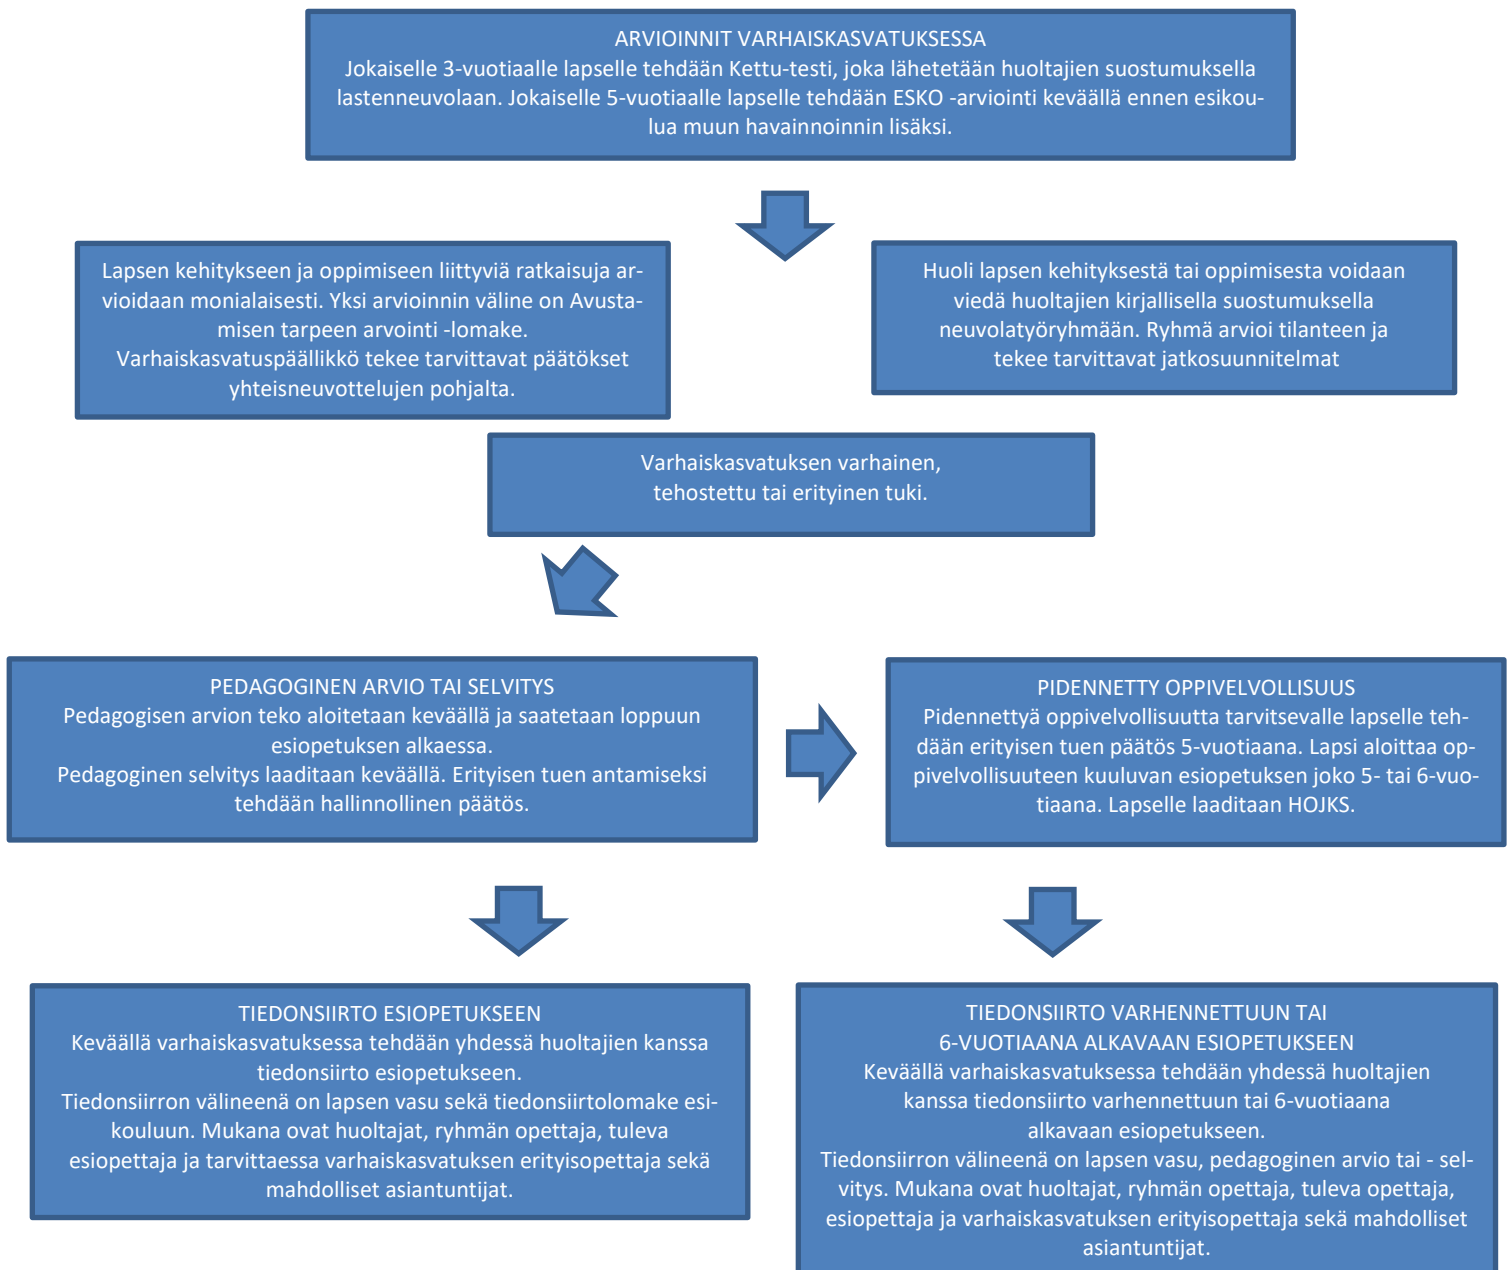 ARVIOINNIT VARHAISKASVATUKSESSA
Jokaiselle 3-vuotiaalle lapselle tehdään Kettu-testi, joka lähetetään huoltajien suostumuksella
lastenneuvolaan. Jokaiselle 5-vuotiaalle lapselle tehdään ESKO -arviointi keväällä ennen esikou-
lua muun havainnoinnin lisäksi.
Lapsen kehitykseen ja oppimiseen liittyviä ratkaisuja ar-
vioidaan monialaisesti. Yksi arvioinnin väline on Avusta-
misen tarpeen arvointi -lomake.
Varhaiskasvatuspäällikkö tekee tarvittavat päätökset
yhteisneuvottelujen pohjalta.
Huoli lapsen kehityksestä tai oppimisesta voidaan
viedä huoltajien kirjallisella suostumuksella
neuvolatyöryhmään. Ryhmä arvioi tilanteen ja
tekee tarvittavat jatkosuunnitelmat
Varhaiskasvatuksen varhainen,
tehostettu tai erityinen tuki.
PEDAGOGINEN ARVIO TAI SELVITYS
Pedagogisen arvion teko aloitetaan keväällä ja saatetaan loppuun
esiopetuksen alkaessa.
Pedagoginen selvitys laaditaan keväällä. Erityisen tuen antamiseksi
tehdään hallinnollinen päätös.
PIDENNETTY OPPIVELVOLLISUUS
Pidennettyä oppivelvollisuutta tarvitsevalle lapselle teh-
dään erityisen tuen päätös 5-vuotiaana. Lapsi aloittaa op-
pivelvollisuuteen kuuluvan esiopetuksen joko 5- tai 6-vuo-
tiaana. Lapselle laaditaan HOJKS.
TIEDONSIIRTO ESIOPETUKSEEN
Keväällä varhaiskasvatuksessa tehdään yhdessä huoltajien kanssa
tiedonsiirto esiopetukseen.
Tiedonsiirron välineenä on lapsen vasu sekä tiedonsiirtolomake esi-
kouluun. Mukana ovat huoltajat, ryhmän opettaja, tuleva
esiopettaja ja tarvittaessa varhaiskasvatuksen erityisopettaja sekä
mahdolliset asiantuntijat.
TIEDONSIIRTO VARHENNETTUUN TAI
6-VUOTIAANA ALKAVAAN ESIOPETUKSEEN
Keväällä varhaiskasvatuksessa tehdään yhdessä huoltajien
kanssa tiedonsiirto varhennettuun tai 6-vuotiaana
alkavaan esiopetukseen.
Tiedonsiirron välineenä on lapsen vasu, pedagoginen arvio tai - sel-
vitys. Mukana ovat huoltajat, ryhmän opettaja, tuleva opettaja,
esiopettaja ja varhaiskasvatuksen erityisopettaja sekä mahdolliset
asiantuntijat.